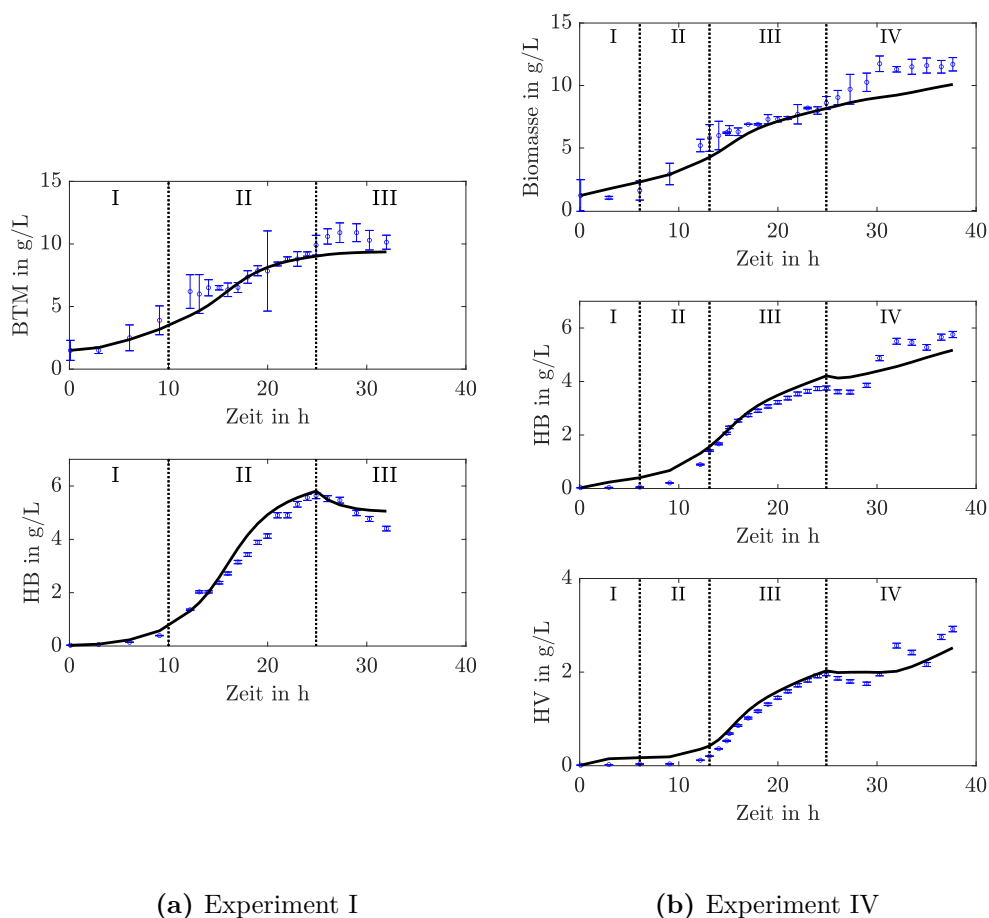 I II III
BTM in g/L
15
10
5
0
0 10 20 30 40
Zeit in h
I II III
HB in g/L
6
4
2
0
0 10 20 30 40
Zeit in h
(a) Experiment I
I II III IV
Biomasse in g/L
15
10
5
0
0 10 20 30 40
Zeit in h
I II III IV
HB in g/L
6
4
2
0
0 10 20 30 40
Zeit in h
I II III IV
HV in g/L
4
2
0
0 10 20 30 40
Zeit in h
(b) Experiment IV